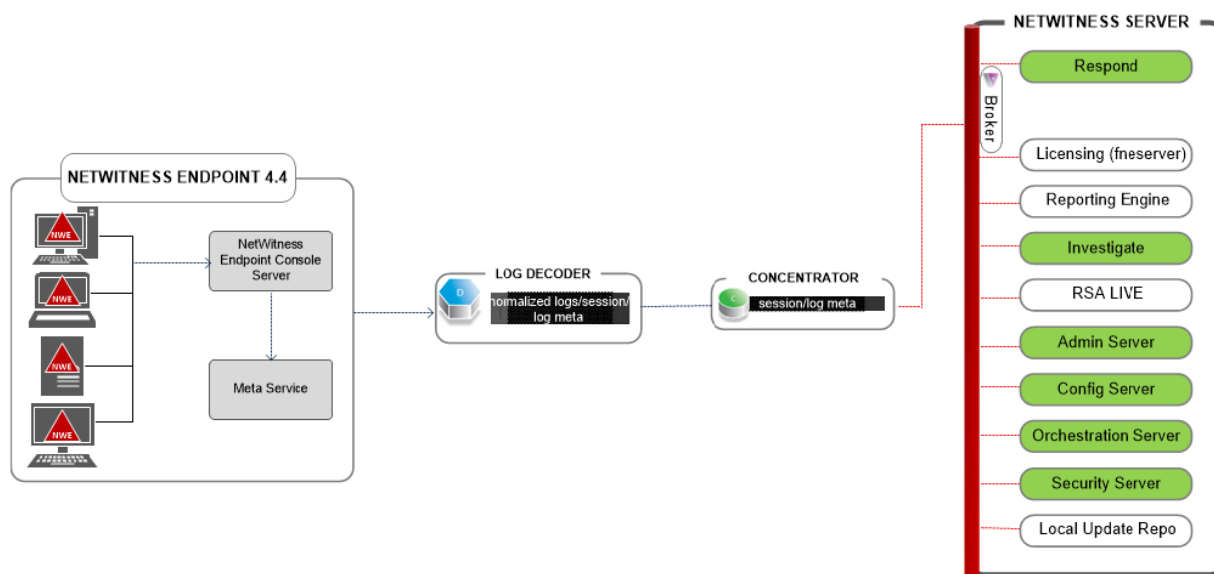 NETWITNESS SERVER
Respond
Broker
Licensing (fneserver)
Reporting Engine
Investigate
RSA LIVE
Admin Server
Config Server
Orchestration Server
Security Server
Local Update Repo
NETWITNESS ENDPOINT 4.4
NWE
NWE
NWE
NWE
NetWitness
Endpoint Console
Server
Meta Service
LOG DECODER
D
normalized logs/session/
log meta
CONCENTRATOR
C
session/log meta